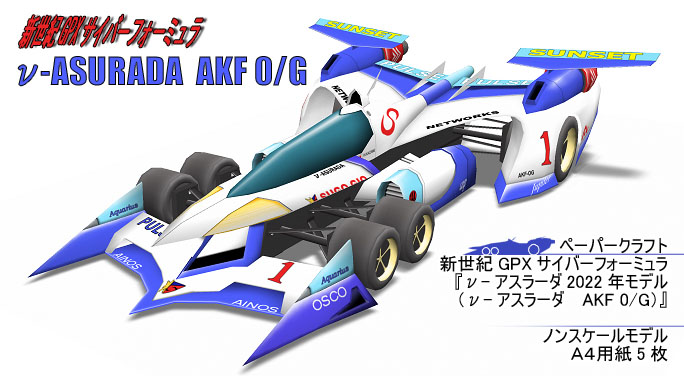 新世紀GPXサイバーフォーミュラ
ν-ASURADA AKF 0/G
SUNSET
SUNSET
NETWORKS
S
NETWORKS
ν-ASURADA
1
AKF-0G
Aquarius
AINOS
1
Aquarius
OSCO
AINOS
ペーパークラフト
新世紀 GPX サイバーフォーミュラ
『ν-アスラーダ 2022 年モデル
(ν-アスラーダ AKF 0/G)』
ノンスケールモデル
A4用紙 5 枚